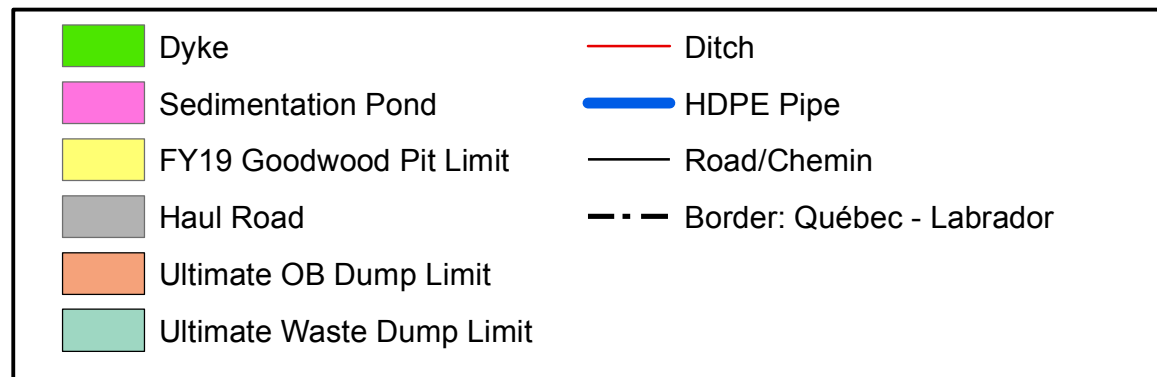 Dyke
Sedimentation Pond
FY19 Goodwood Pit Limit
Haul Road
Ultimate OB Dump Limit
Ultimate Waste Dump Limit
Ditch
HDPE Pipe
Road/Chemin
Border: Québec - Labrador